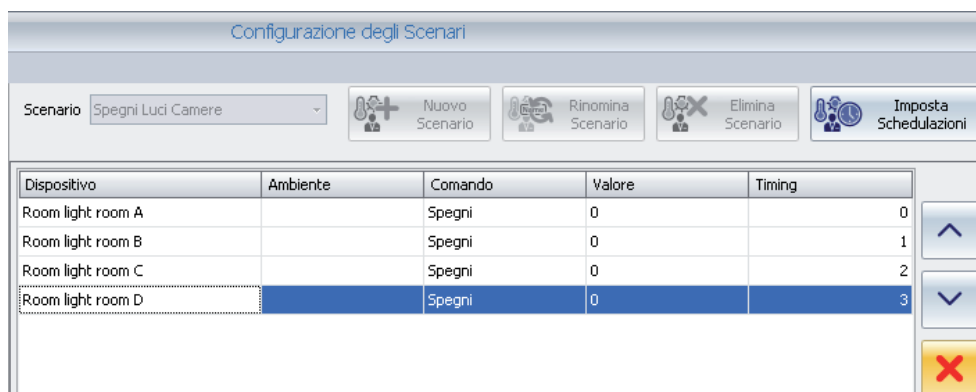 Configurazione degli Scenari
Scenario Spegni Luci Camere Nuovo Scenario Rinomina Scenario Elimina Scenario Imposta Schedulazioni
Dispositivo Ambiente Comando Valore Timing
Room light room A Spegni 0 0
Room light room B Spegni 0 1
Room light room C Spegni 0 2
Room light room D Spegni 0 3